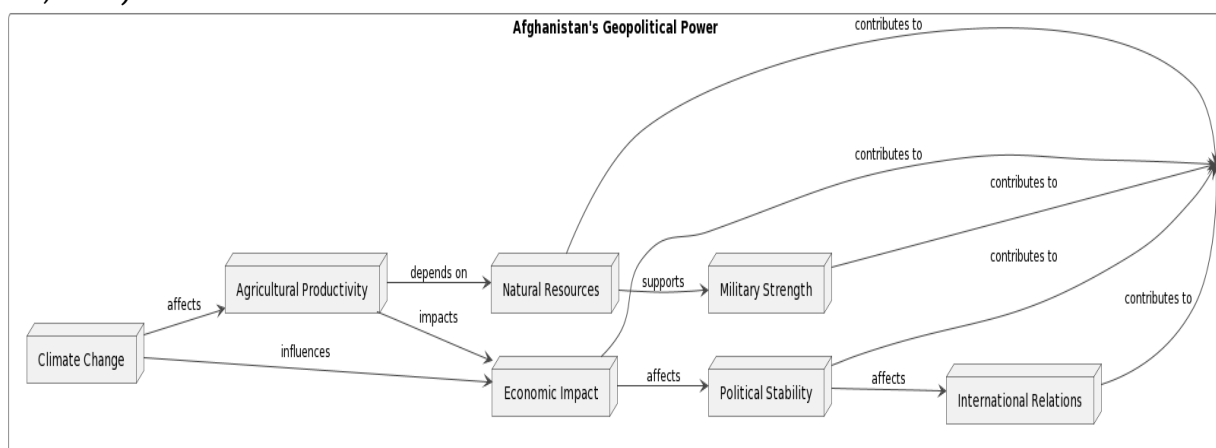 Afghanistan's Geopolitical Power
contributes to
contributes to
contributes to
contributes to
contributes to
Climate Change
affects
influences
Agricultural Productivity
depends on
impacts
Natural Resources
supports
Military Strength
Economic Impact
affects
Political Stability
affects
International Relations